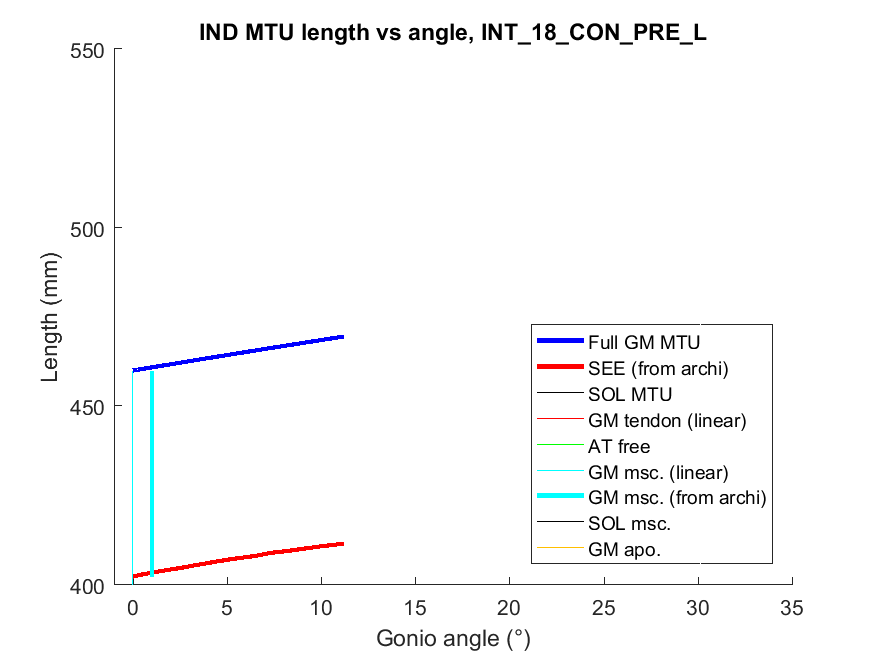 IND MTU length vs angle, INT_18_CON_PRE_L
550
500
450
400
Length (mm)
0 5 10 15 20 25 30 35
Gonio angle (°)
Full GM MTU
SEE (from archi)
SOL MTU
GM tendon (linear)
AT free
GM msc. (linear)
GM msc. (from archi)
SOL msc.
GM apo.